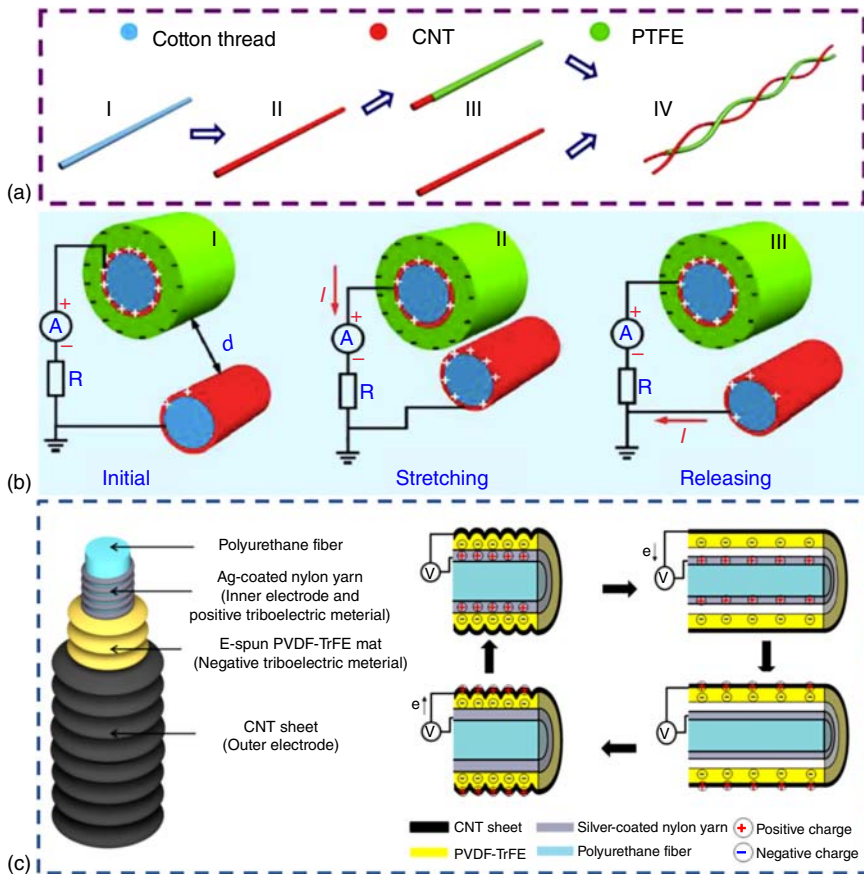 Cotton thread CNT PTFE
I II III IV
(a)
I II III
+ I + +
A d A A
− − −
R R R
I
Initial Stretching Releasing
(b)
Polyurethane fiber
Ag-coated nylon yarn
(Inner electrode and
positive triboelectric material)
E-spun PVDF-TrFE mat
(Negative triboelectric material)
CNT sheet
(Outer electrode)
V e V
e V V
CNT sheet Silver-coated nylon yarn + Positive charge
PVDF-TrFE Polyurethane fiber − Negative charge
(c)